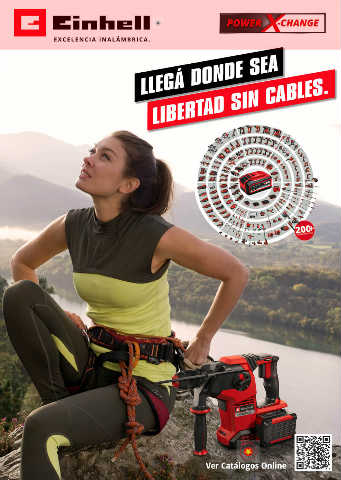 Einhell®
EXCELENCIA INALÁMBRICA.
POWER X-CHANGE
LLEGÁ DONDE SEA
LIBERTAD SIN CABLES.
200+
Ver Catálogos Online